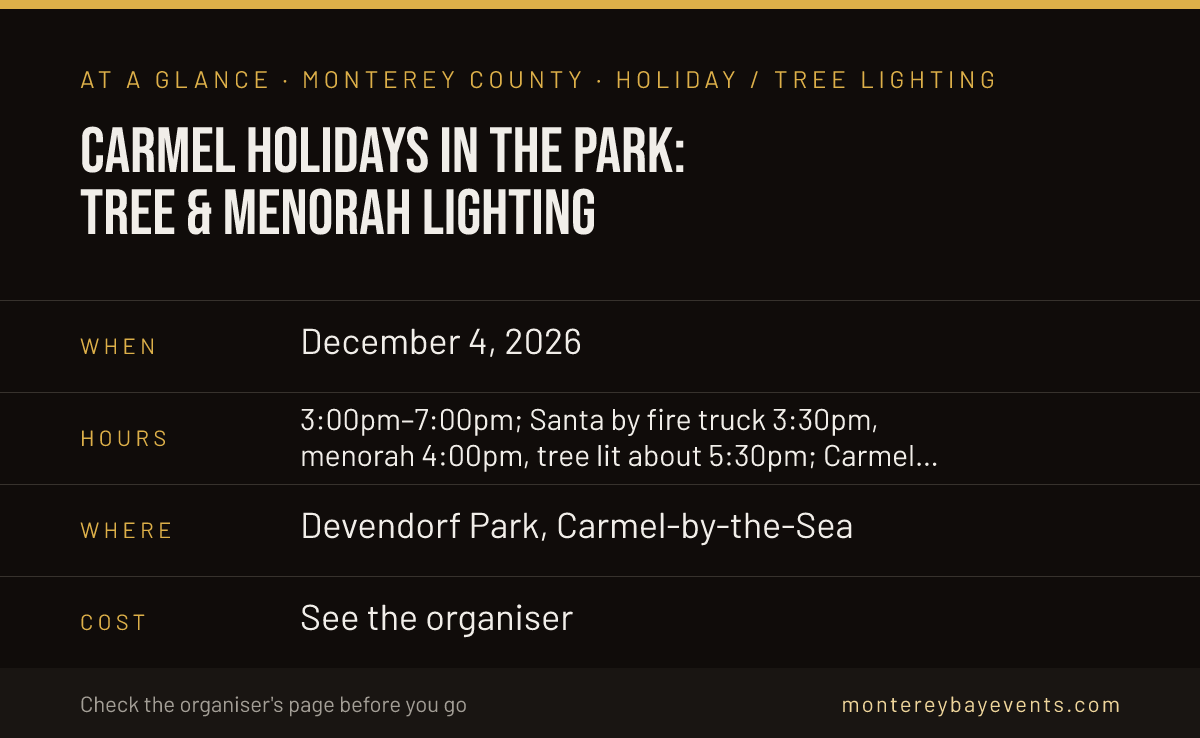 AT A GLANCE · MONTEREY COUNTY · HOLIDAY / TREE LIGHTING
CARMEL HOLIDAYS IN THE PARK:
TREE & MENORAH LIGHTING
WHEN
December 4, 2026
HOURS
3:00pm–7:00pm; Santa by fire truck 3:30pm,
menorah 4:00pm, tree lit about 5:30pm; Carmel...
WHERE
Devendorf Park, Carmel-by-the-Sea
COST
See the organiser
Check the organiser's page before you go
montereybayevents.com